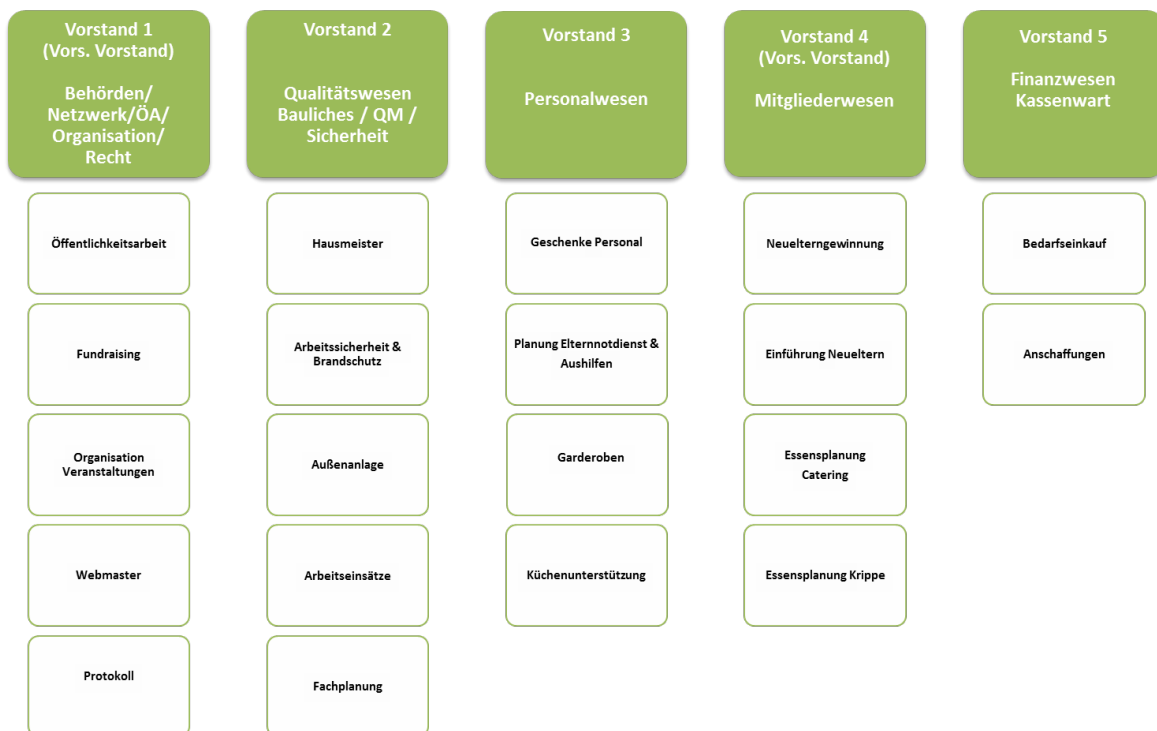 Vorstand 1
(Vors. Vorstand)
Behörden/
Netzwerk/ÖA/
Organisation/
Recht
Öffentlichkeitsarbeit
Fundraising
Organisation
Veranstaltungen
Webmaster
Protokoll
Vorstand 2
Qualitätswesen
Bauliches / QM /
Sicherheit
Hausmeister
Arbeitssicherheit &
Brandschutz
Außenanlage
Arbeitseinsätze
Fachplanung
Vorstand 3
Personalwesen
Geschenke Personal
Planung Elternnotdienst &
Aushilfen
Garderoben
Küchenunterstützung
Vorstand 4
(Vors. Vorstand)
Mitgliederwesen
Neuelterngewinnung
Einführung Neueltern
Essensplanung
Catering
Essensplanung Krippe
Vorstand 5
Finanzwesen
Kassenwart
Bedarfseinkauf
Anschaffungen